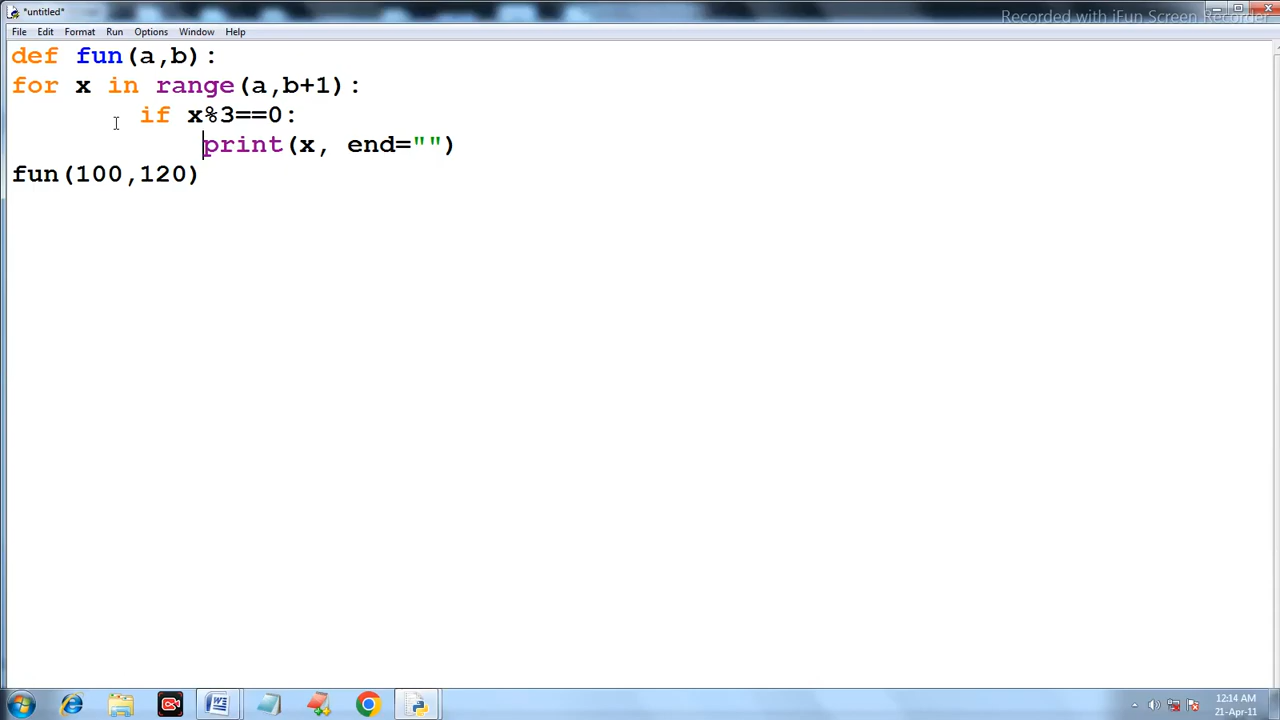 *untitled*
Recorded with iFun Screen Recorder
File Edit Format Run Options Window Help
def fun(a,b):
for x in range(a,b+1):
        if x%3==0:
            print(x, end="")
fun(100,120)
12:14 AM
21-Apr-11